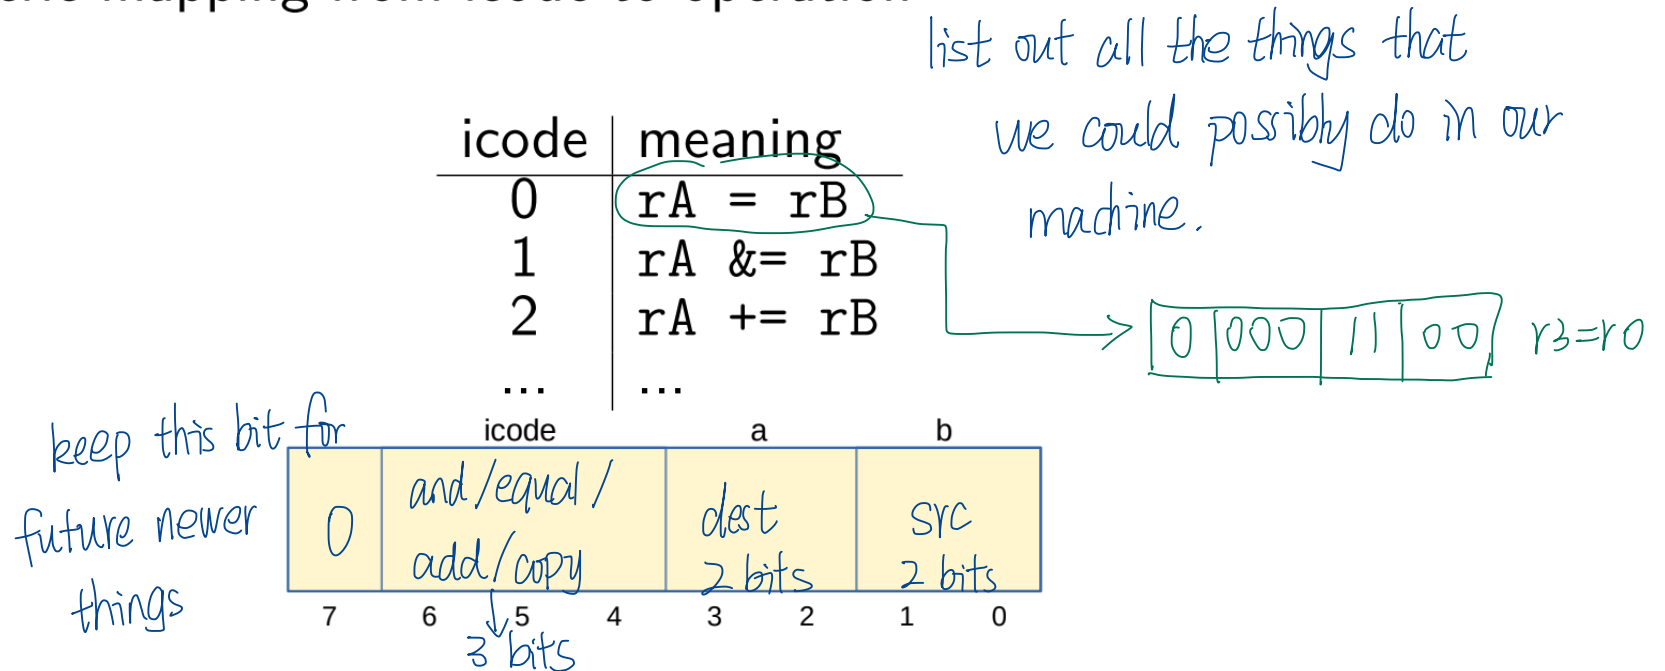 list out all the things that
we could possibly do in our
machine.
icode meaning
0 rA = rB
1 rA &= rB
2 rA += rB
... ...
0 000 11 00 r3=r0
keep this bit for
future newer
things
icode a b
0 and/equal/ dest src
add/copy 2 bits 2 bits
7 6 5 4 3 2 1 0
3 bits